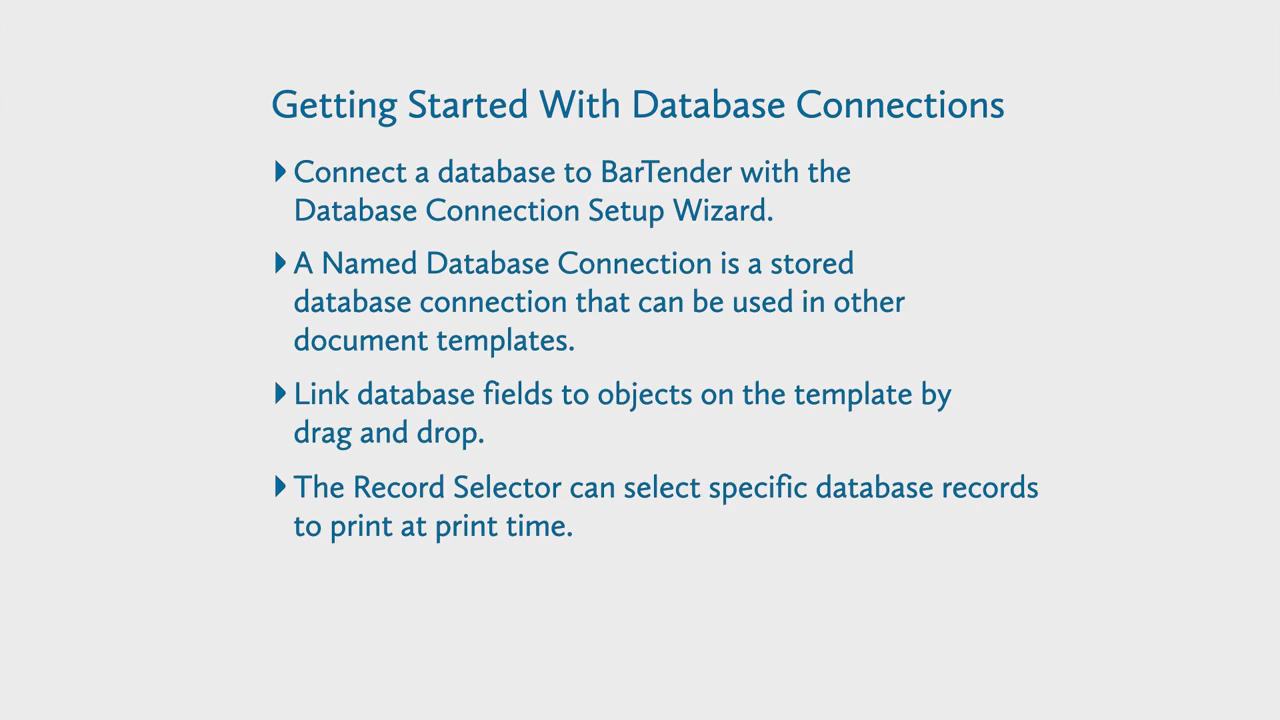 Getting Started With Database Connections
Connect a database to BarTender with the
Database Connection Setup Wizard.
A Named Database Connection is a stored
database connection that can be used in other
document templates.
Link database fields to objects on the template by
drag and drop.
The Record Selector can select specific database records
to print at print time.